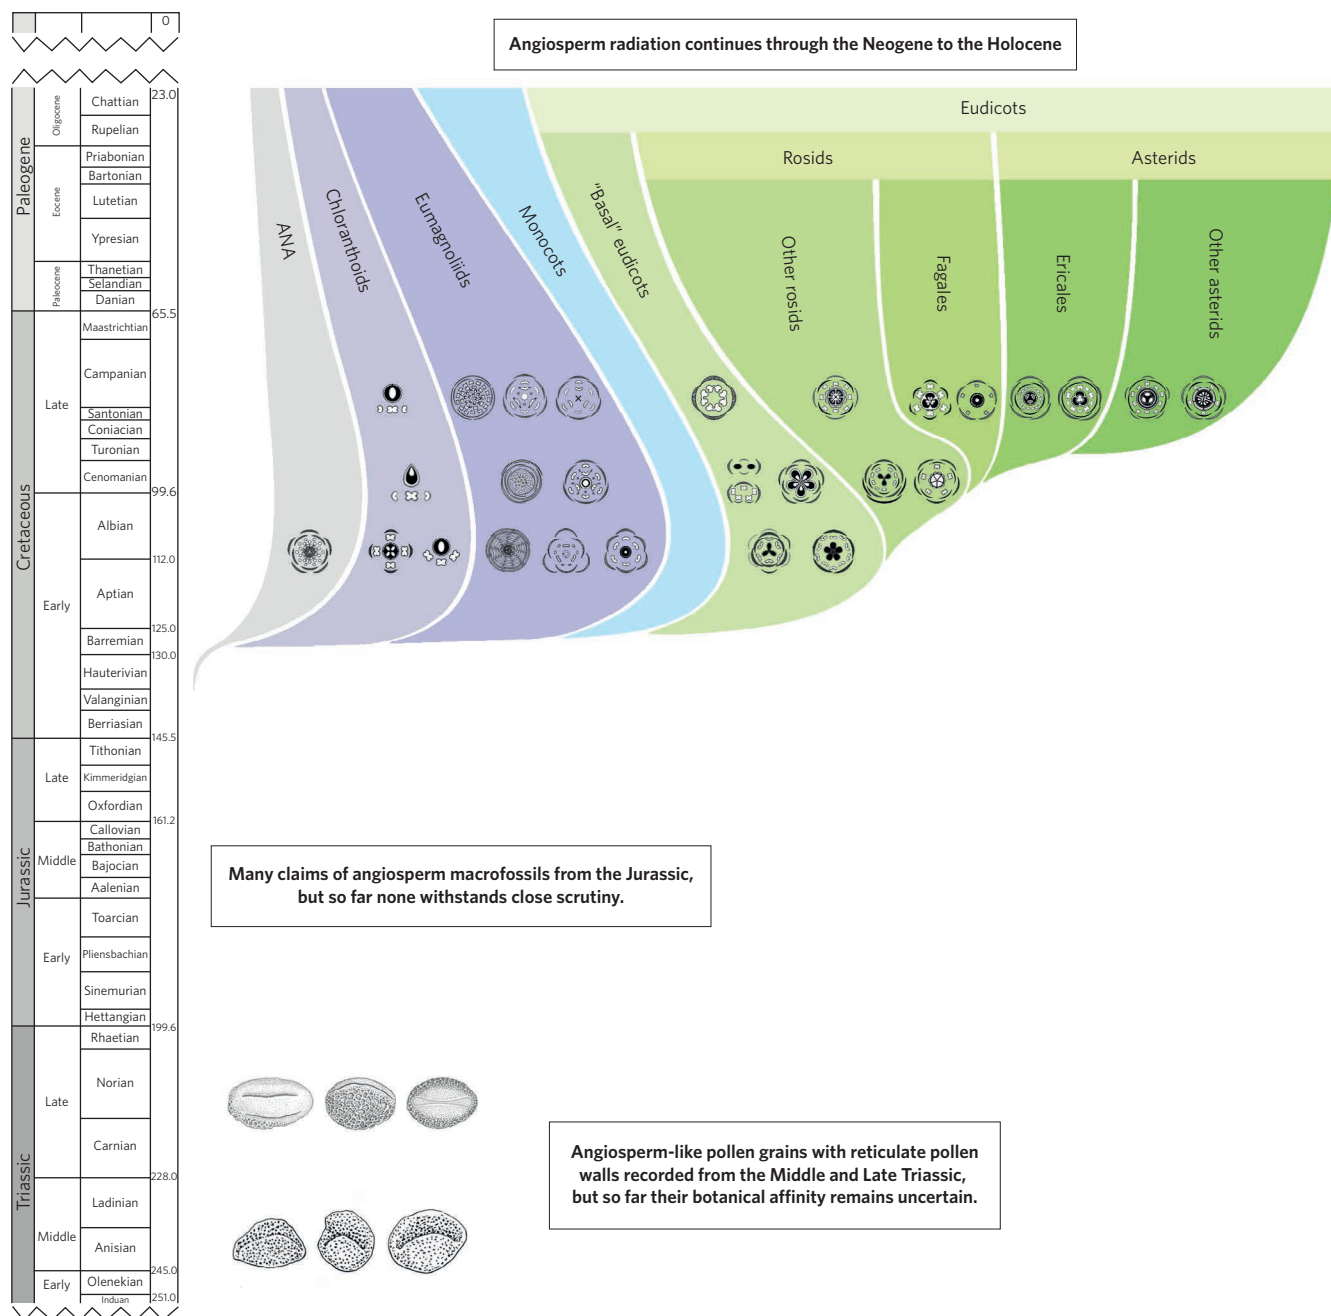 0
Angiosperm radiation continues through the Neogene to the Holocene
Paleogene
Oligocene
Chattian
23.0
Rupelian
Eocene
Priabonian
Bartonian
Lutetian
Ypresian
Paleocene
Thanetian
Selandian
Danian
65.5
Cretaceous
Late
Maastrichtian
Campanian
Santonian
Coniacian
Turonian
Cenomanian
99.6
Early
Albian
112.0
Aptian
125.0
Barremian
130.0
Hauterivian
Valanginian
Berriasian
145.5
Jurassic
Late
Tithonian
Kimmeridgian
Oxfordian
161.2
Middle
Callovian
Bathonian
Bajocian
Aalenian
Early
Toarcian
Pliensbachian
Sinemurian
Hettangian
199.6
Triassic
Late
Rhaetian
Norian
Carnian
228.0
Middle
Ladinian
Anisian
245.0
Early
Olenekian
Induan
251.0
Eudicots
Rosids
Asterids
ANA
Chloranthoids
Eumagnoliids
Monocots
"Basal" eudicots
Other rosids
Fagales
Ericales
Other asterids
Many claims of angiosperm macrofossils from the Jurassic,
but so far none withstands close scrutiny.
Angiosperm-like pollen grains with reticulate pollen
walls recorded from the Middle and Late Triassic,
but so far their botanical affinity remains uncertain.